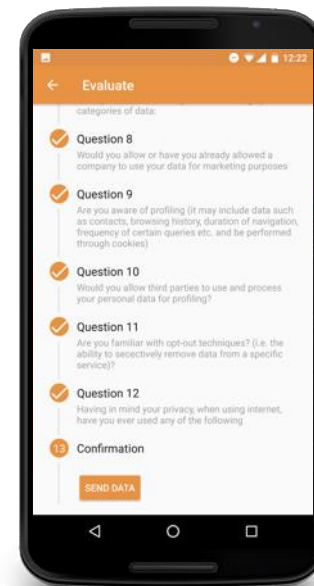 12:22
Evaluate
categories of data:
Question 8
Would you allow or have you already allowed a
company to use your data for marketing purposes
Question 9
Are you aware of profiling (it may include data such
as contacts, browsing history, duration of navigation,
frequency of certain queries etc. and be performed
through cookies)
Question 10
Would you allow third parties to use and process
your personal data for profiling?
Question 11
Are you familiar with opt-out techniques? (i.e. the
ability to secectively remove data from a specific
service)?
Question 12
Having in mind your privacy, when using internet,
have you ever used any of the following
13 Confirmation
SEND DATA